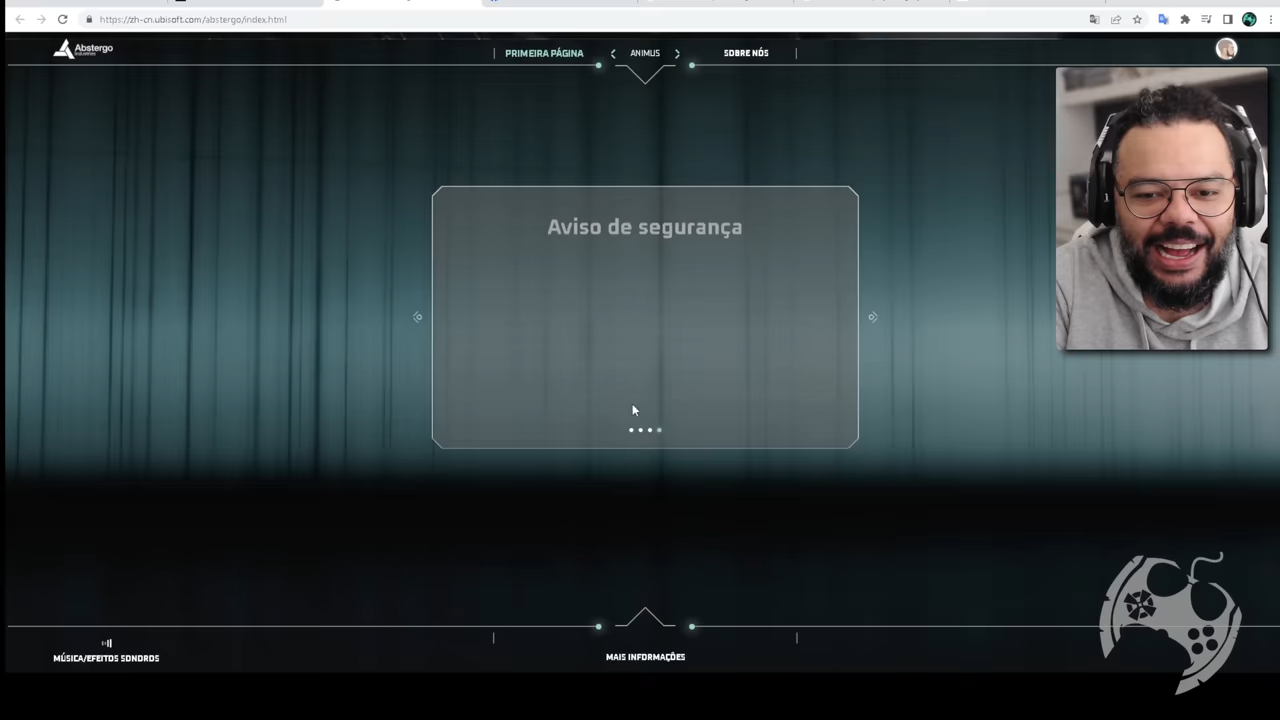 https://zh-cn.ubisoft.com/abstergo/index.html
Abstergo
Industries
PRIMEIRA PÁGINA
ANIMUS
SOBRE NÓS
Aviso de segurança
MÚSICA/EFEITOS SONOROS
MAIS INFORMAÇÕES